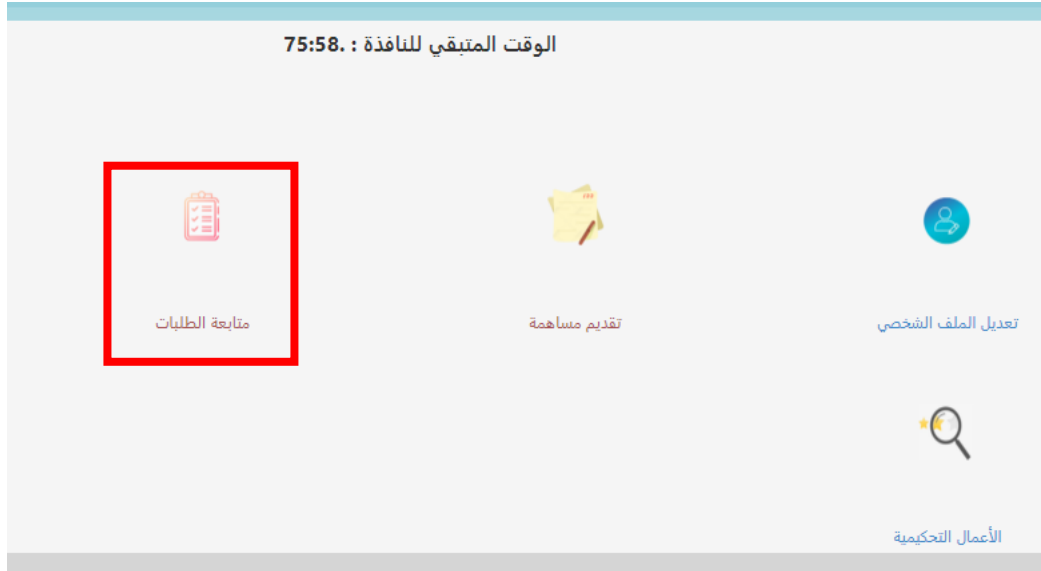 الوقت المتبقي للنافذة : .75:58
تعديل الملف الشخصي
تقديم مساهمة
متابعة الطلبات
الأعمال التحكيمية